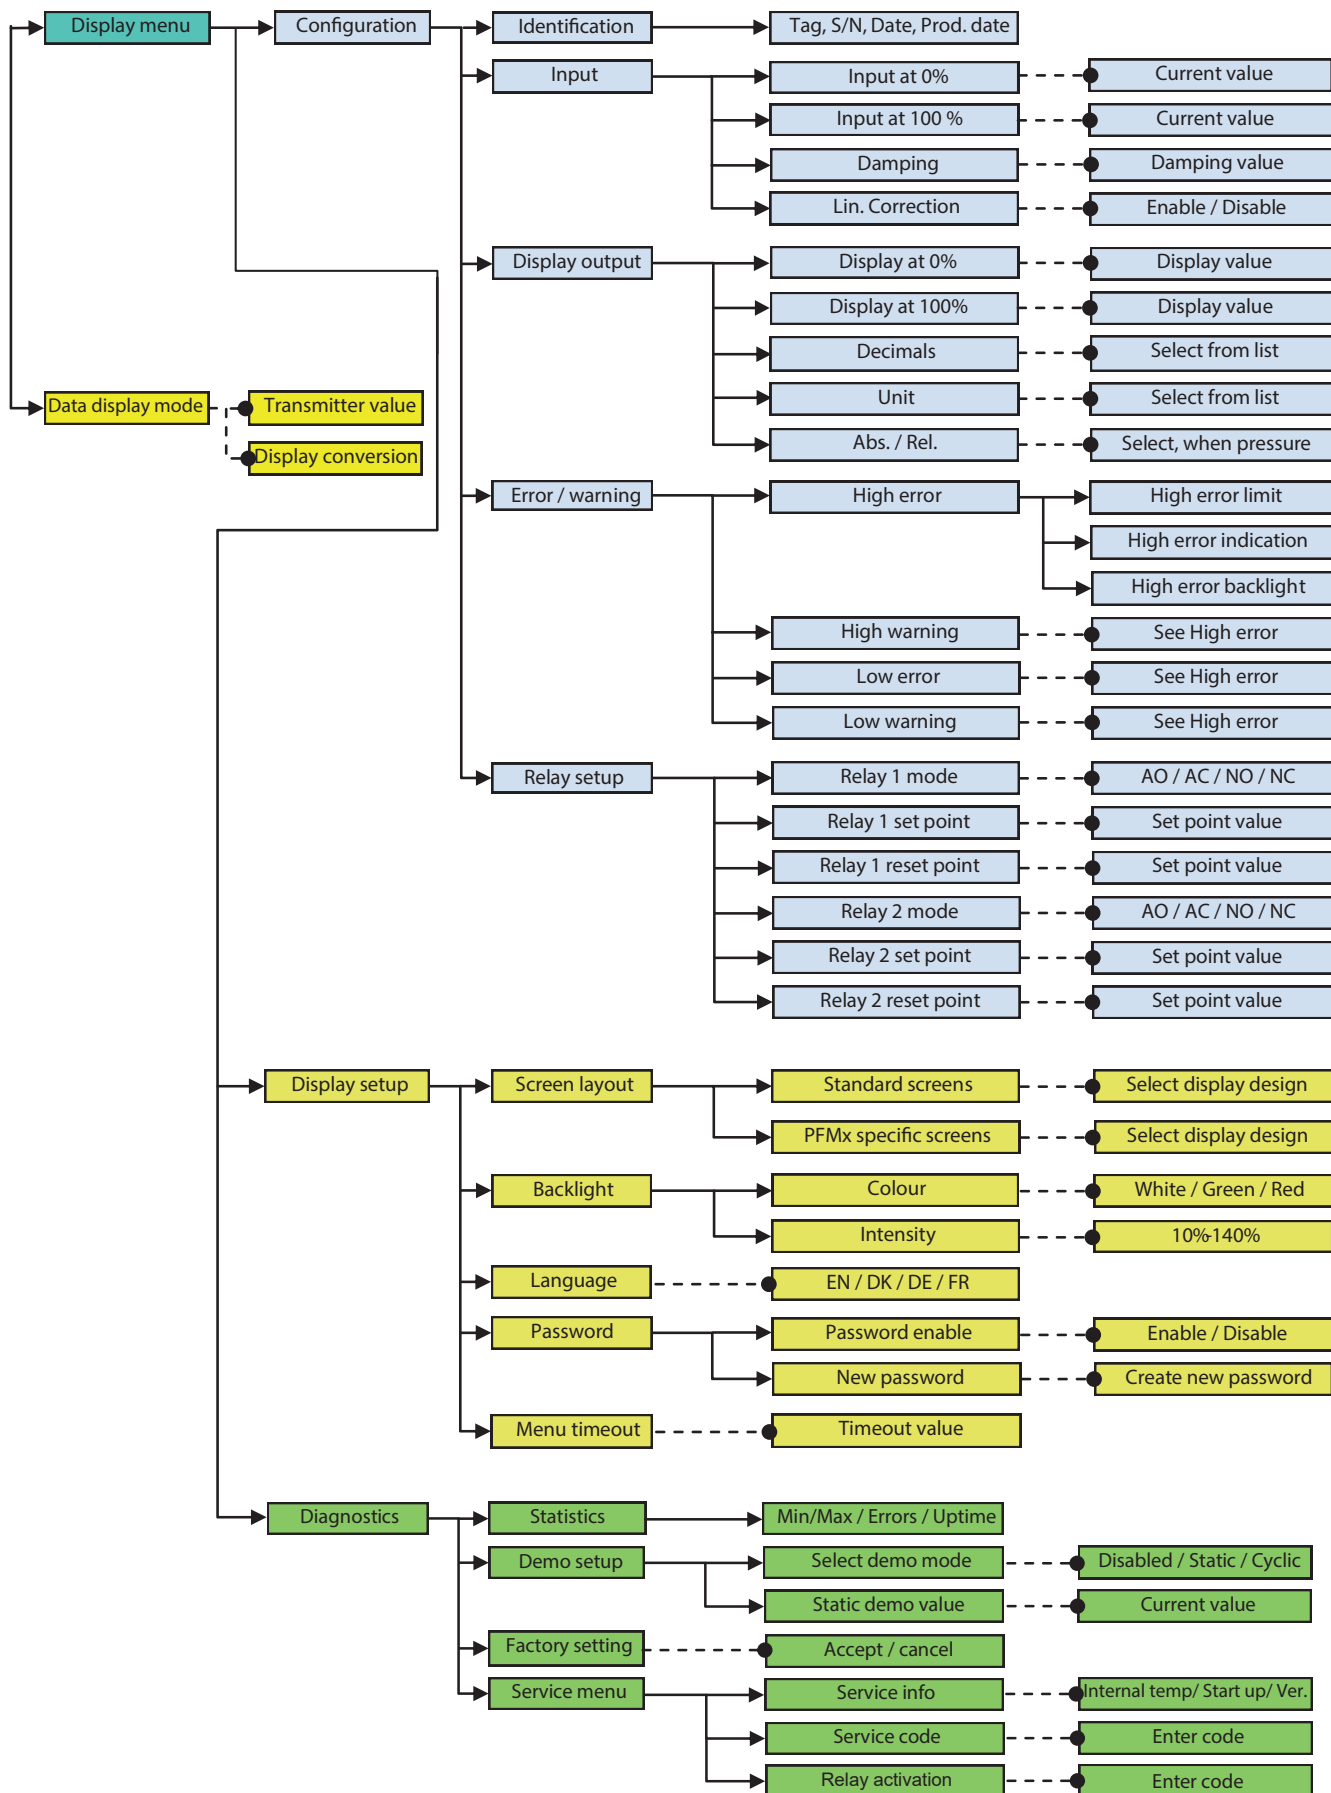 Display menu
Configuration
Identification
Tag, S/N, Date, Prod. date
Input
Input at 0%
Current value
Input at 100 %
Current value
Damping
Damping value
Lin. Correction
Enable / Disable
Display output
Display at 0%
Display value
Display at 100%
Display value
Decimals
Select from list
Unit
Select from list
Abs. / Rel.
Select, when pressure
Data display mode
Transmitter value
Display conversion
Error / warning
High error
High error limit
High error indication
High error backlight
High warning
See High error
Low error
See High error
Low warning
See High error
Relay setup
Relay 1 mode
AO / AC / NO / NC
Relay 1 set point
Set point value
Relay 1 reset point
Set point value
Relay 2 mode
AO / AC / NO / NC
Relay 2 set point
Set point value
Relay 2 reset point
Set point value
Display setup
Screen layout
Standard screens
Select display design
PFMx specific screens
Select display design
Backlight
Colour
White / Green / Red
Intensity
10%-140%
Language
EN / DK / DE / FR
Password
Password enable
Enable / Disable
New password
Create new password
Menu timeout
Timeout value
Diagnostics
Statistics
Min/Max / Errors / Uptime
Demo setup
Select demo mode
Disabled / Static / Cyclic
Static demo value
Current value
Factory setting
Accept / cancel
Service menu
Service info
Internal temp/ Start up/ Ver.
Service code
Enter code
Relay activation
Enter code